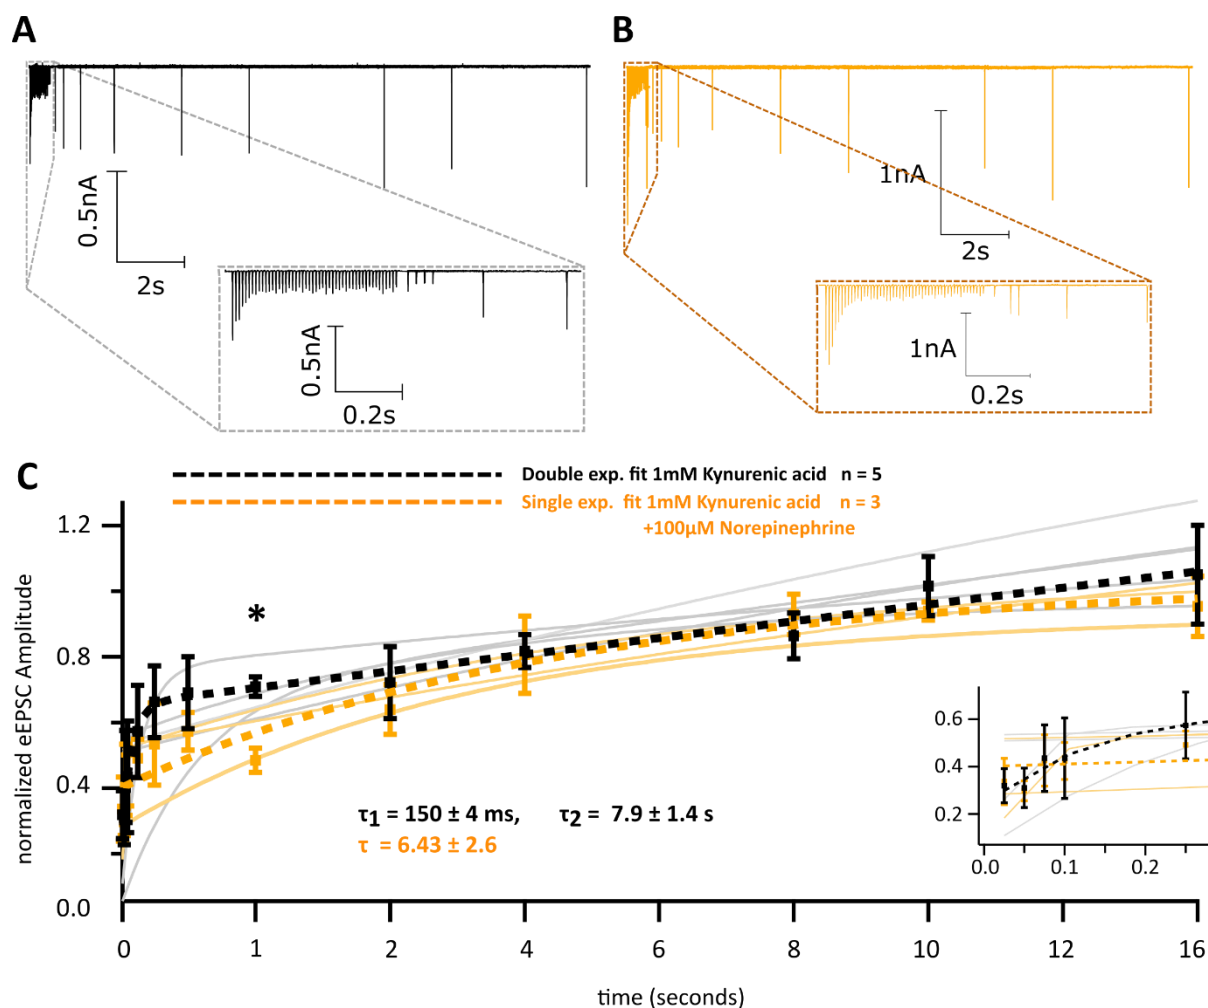 A
B
0.5nA
2s
1nA
2s
0.5nA
0.2s
1nA
0.2s
C
Double exp. fit 1mM Kynurenic acid n = 5
Single exp. fit 1mM Kynurenic acid n = 3
+100µM Norepinephrine
normalized eEPSC Amplitude
1.2
0.8
0.4
0.0
*
τ1 = 150 ± 4 ms, τ2 = 7.9 ± 1.4 s
τ = 6.43 ± 2.6
0.6
0.4
0.2
0.0 0.1 0.2
0 1 2 4 6 8 10 12 16
time (seconds)